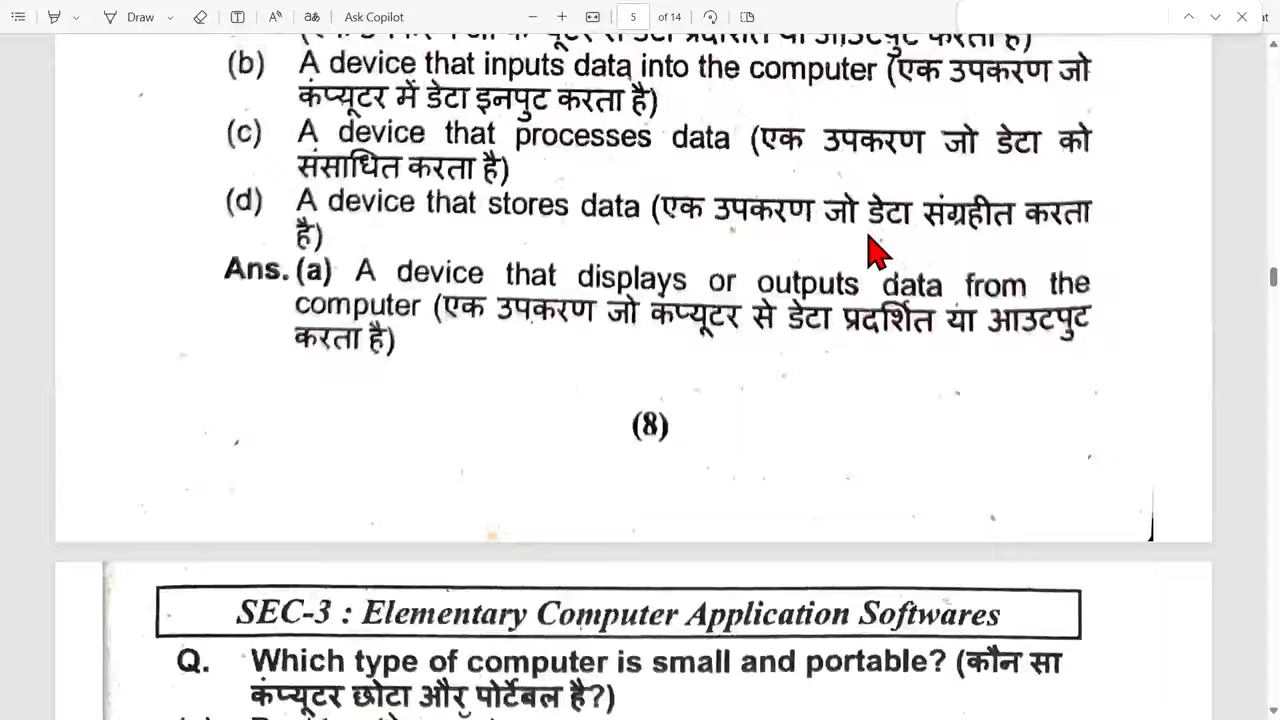 Draw
Ask Copilot
5
of 14
(b) A device that inputs data into the computer (एक उपकरण जो
कंप्यूटर में डेटा इनपुट करता है)
(c) A device that processes data (एक उपकरण जो डेटा को
संसाधित करता है)
(d) A device that stores data (एक उपकरण जो डेटा संग्रहीत करता
है)
Ans. (a) A device that displays or outputs data from the
computer (एक उपकरण जो कंप्यूटर से डेटा प्रदर्शित या आउटपुट
करता है)
(8)
SEC-3 : Elementary Computer Application Softwares
Q. Which type of computer is small and portable? (कौन सा
कंप्यूटर छोटा और पोर्टेबल है?)